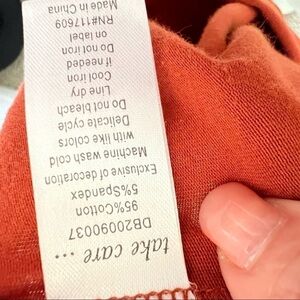 take care ...
DB20090037
95%Cotton
5%Spandex
Exclusive of decoration
Machine wash cold
with like colors
Delicate cycle
Do not bleach
Line dry
Cool iron
if needed
Do not iron
on label
RN#117609
Made in China